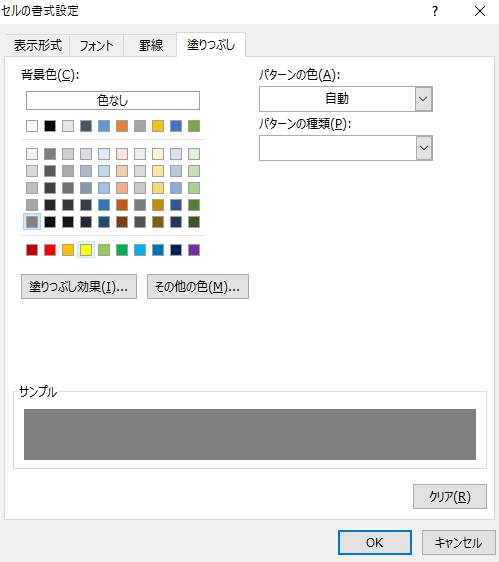 セルの書式設定
?
表示形式 フォント 罫線 塗りつぶし
背景色(C):
色なし
パターンの色(A):
自動
パターンの種類(P):
塗りつぶし効果(I)... その他の色(M)...
サンプル
クリア(R)
OK キャンセル